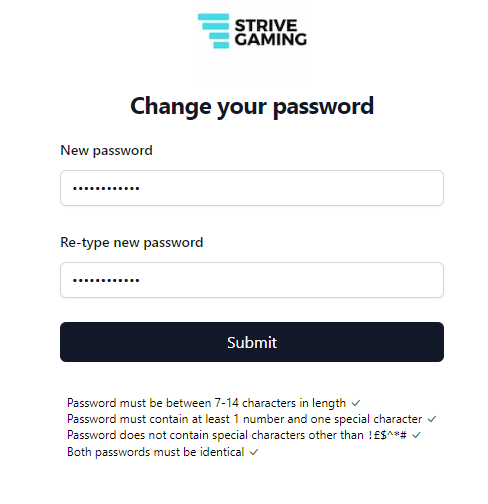 STRIVE
GAMING
Change your password
New password
••••••••••••
Re-type new password
••••••••••••
Submit
Password must be between 7-14 characters in length ✓
Password must contain at least 1 number and one special character ✓
Password does not contain special characters other than !£$^*# ✓
Both passwords must be identical ✓